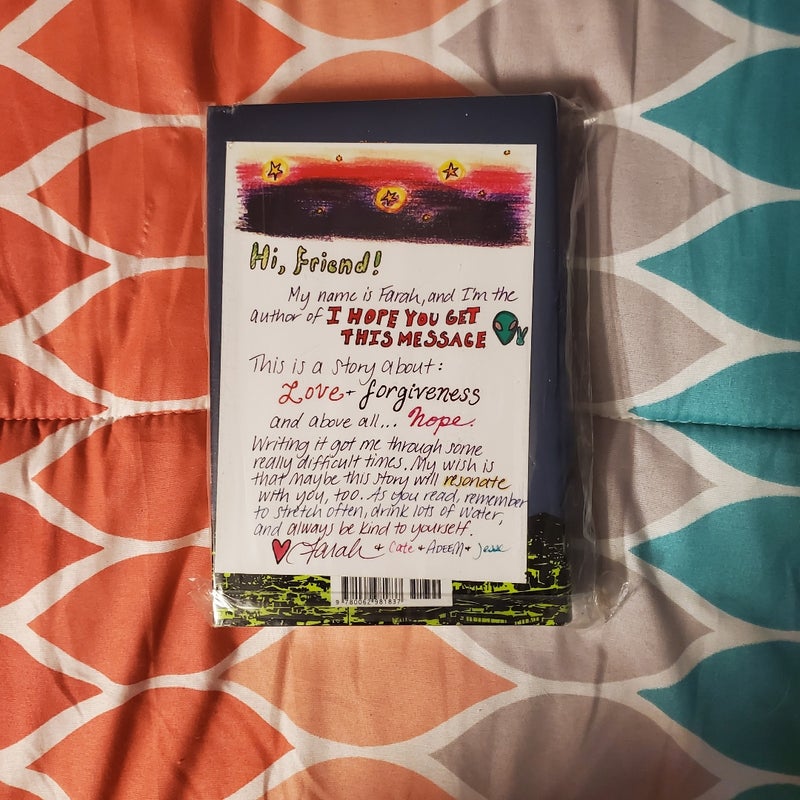 Hi, friend!
My name is Farah, and I'm the
author of I HOPE YOU GET
THIS MESSAGE
This is a story about:
Love + forgiveness
and above all... hope.
Writing it got me through some
really difficult times. My wish is
that maybe this story will resonate
with you, too. As you read, remember
to stretch often, drink lots of water,
and always be kind to yourself.
Farah + Cate + ADEEM + Jesse
9 780062 981837